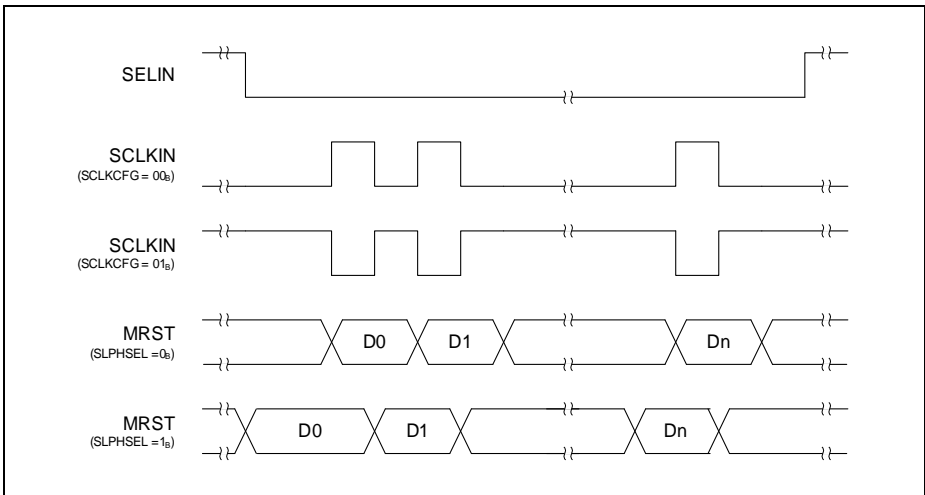 SELIN
SCLKIN
(SCLKCFG = 00B)
SCLKIN
(SCLKCFG = 01B)
MRST
(SLPHSEL =0B)
D0 D1 Dn
MRST
(SLPHSEL =1B)
D0 D1 Dn